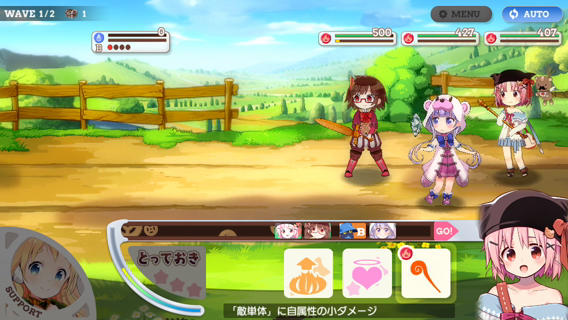 WAVE 1/2 1
MENU
AUTO
0
B
500
427
407
B
GO!
とっておき
SUPPORT
「敵単体」に自属性の小ダメージ